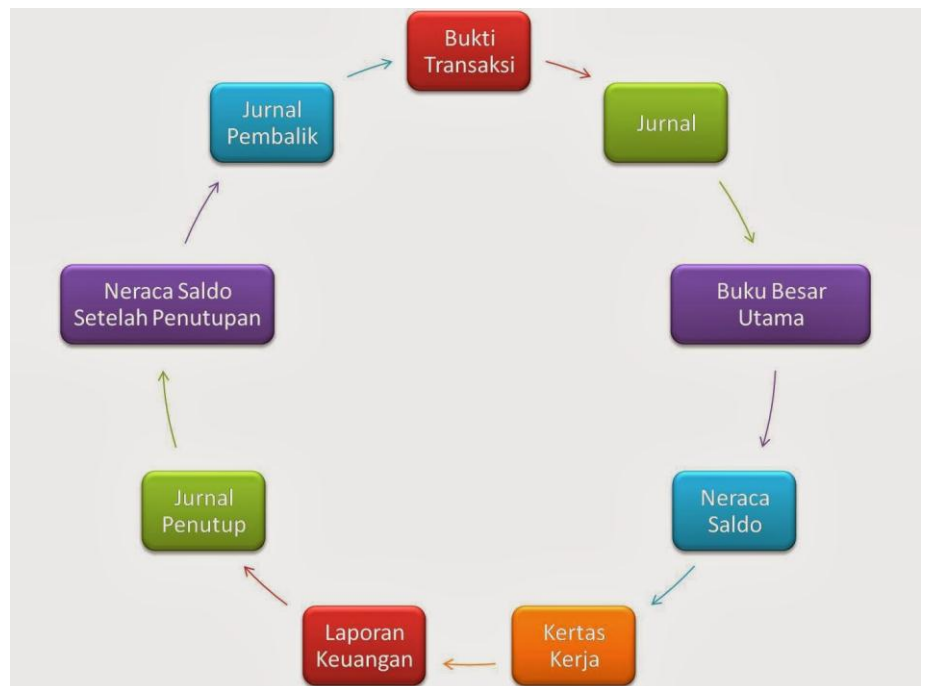 Bukti
Transaksi
Jurnal
Buku Besar
Utama
Neraca
Saldo
Kertas
Kerja
Laporan
Keuangan
Jurnal
Penutup
Neraca Saldo
Setelah Penutupan
Jurnal
Pembalik